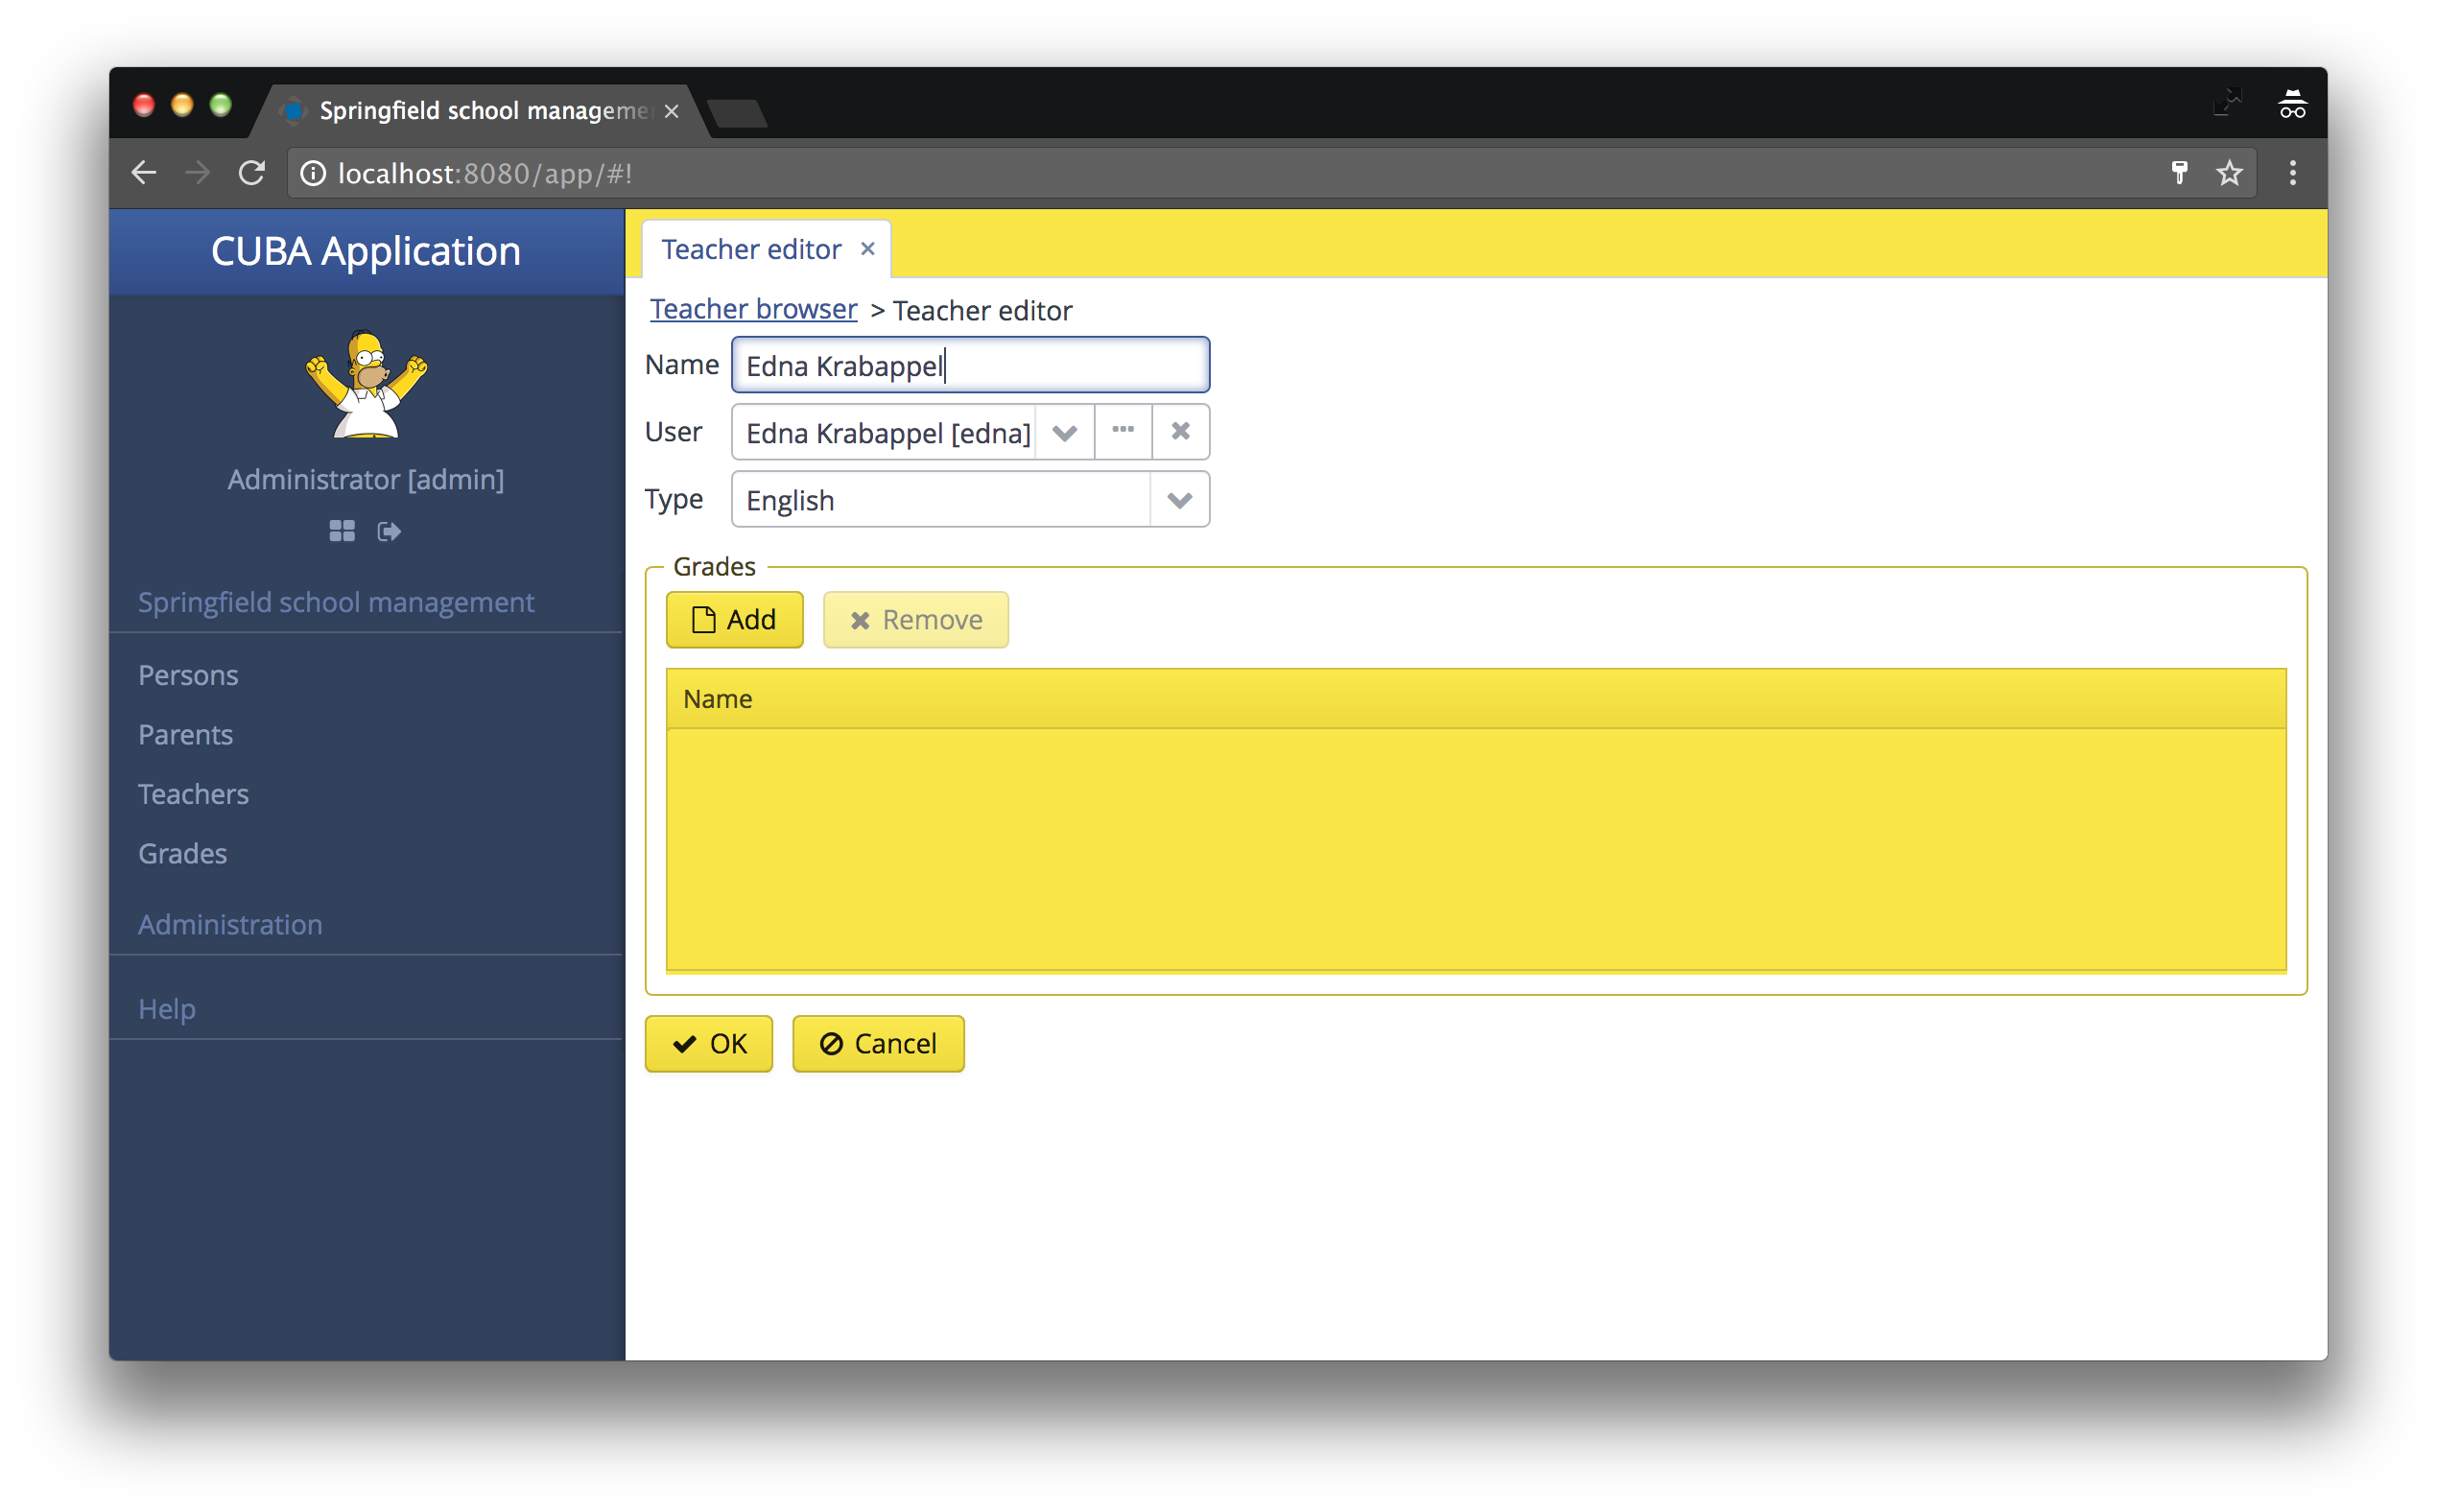 Springfield school manageme
localhost:8080/app/#!
CUBA Application
Administrator [admin]
Springfield school management
Persons
Parents
Teachers
Grades
Administration
Help
Teacher editor ×
Teacher browser > Teacher editor
Name Edna Krabappel
User Edna Krabappel [edna]
Type English
Grades
Add Remove
Name
OK Cancel